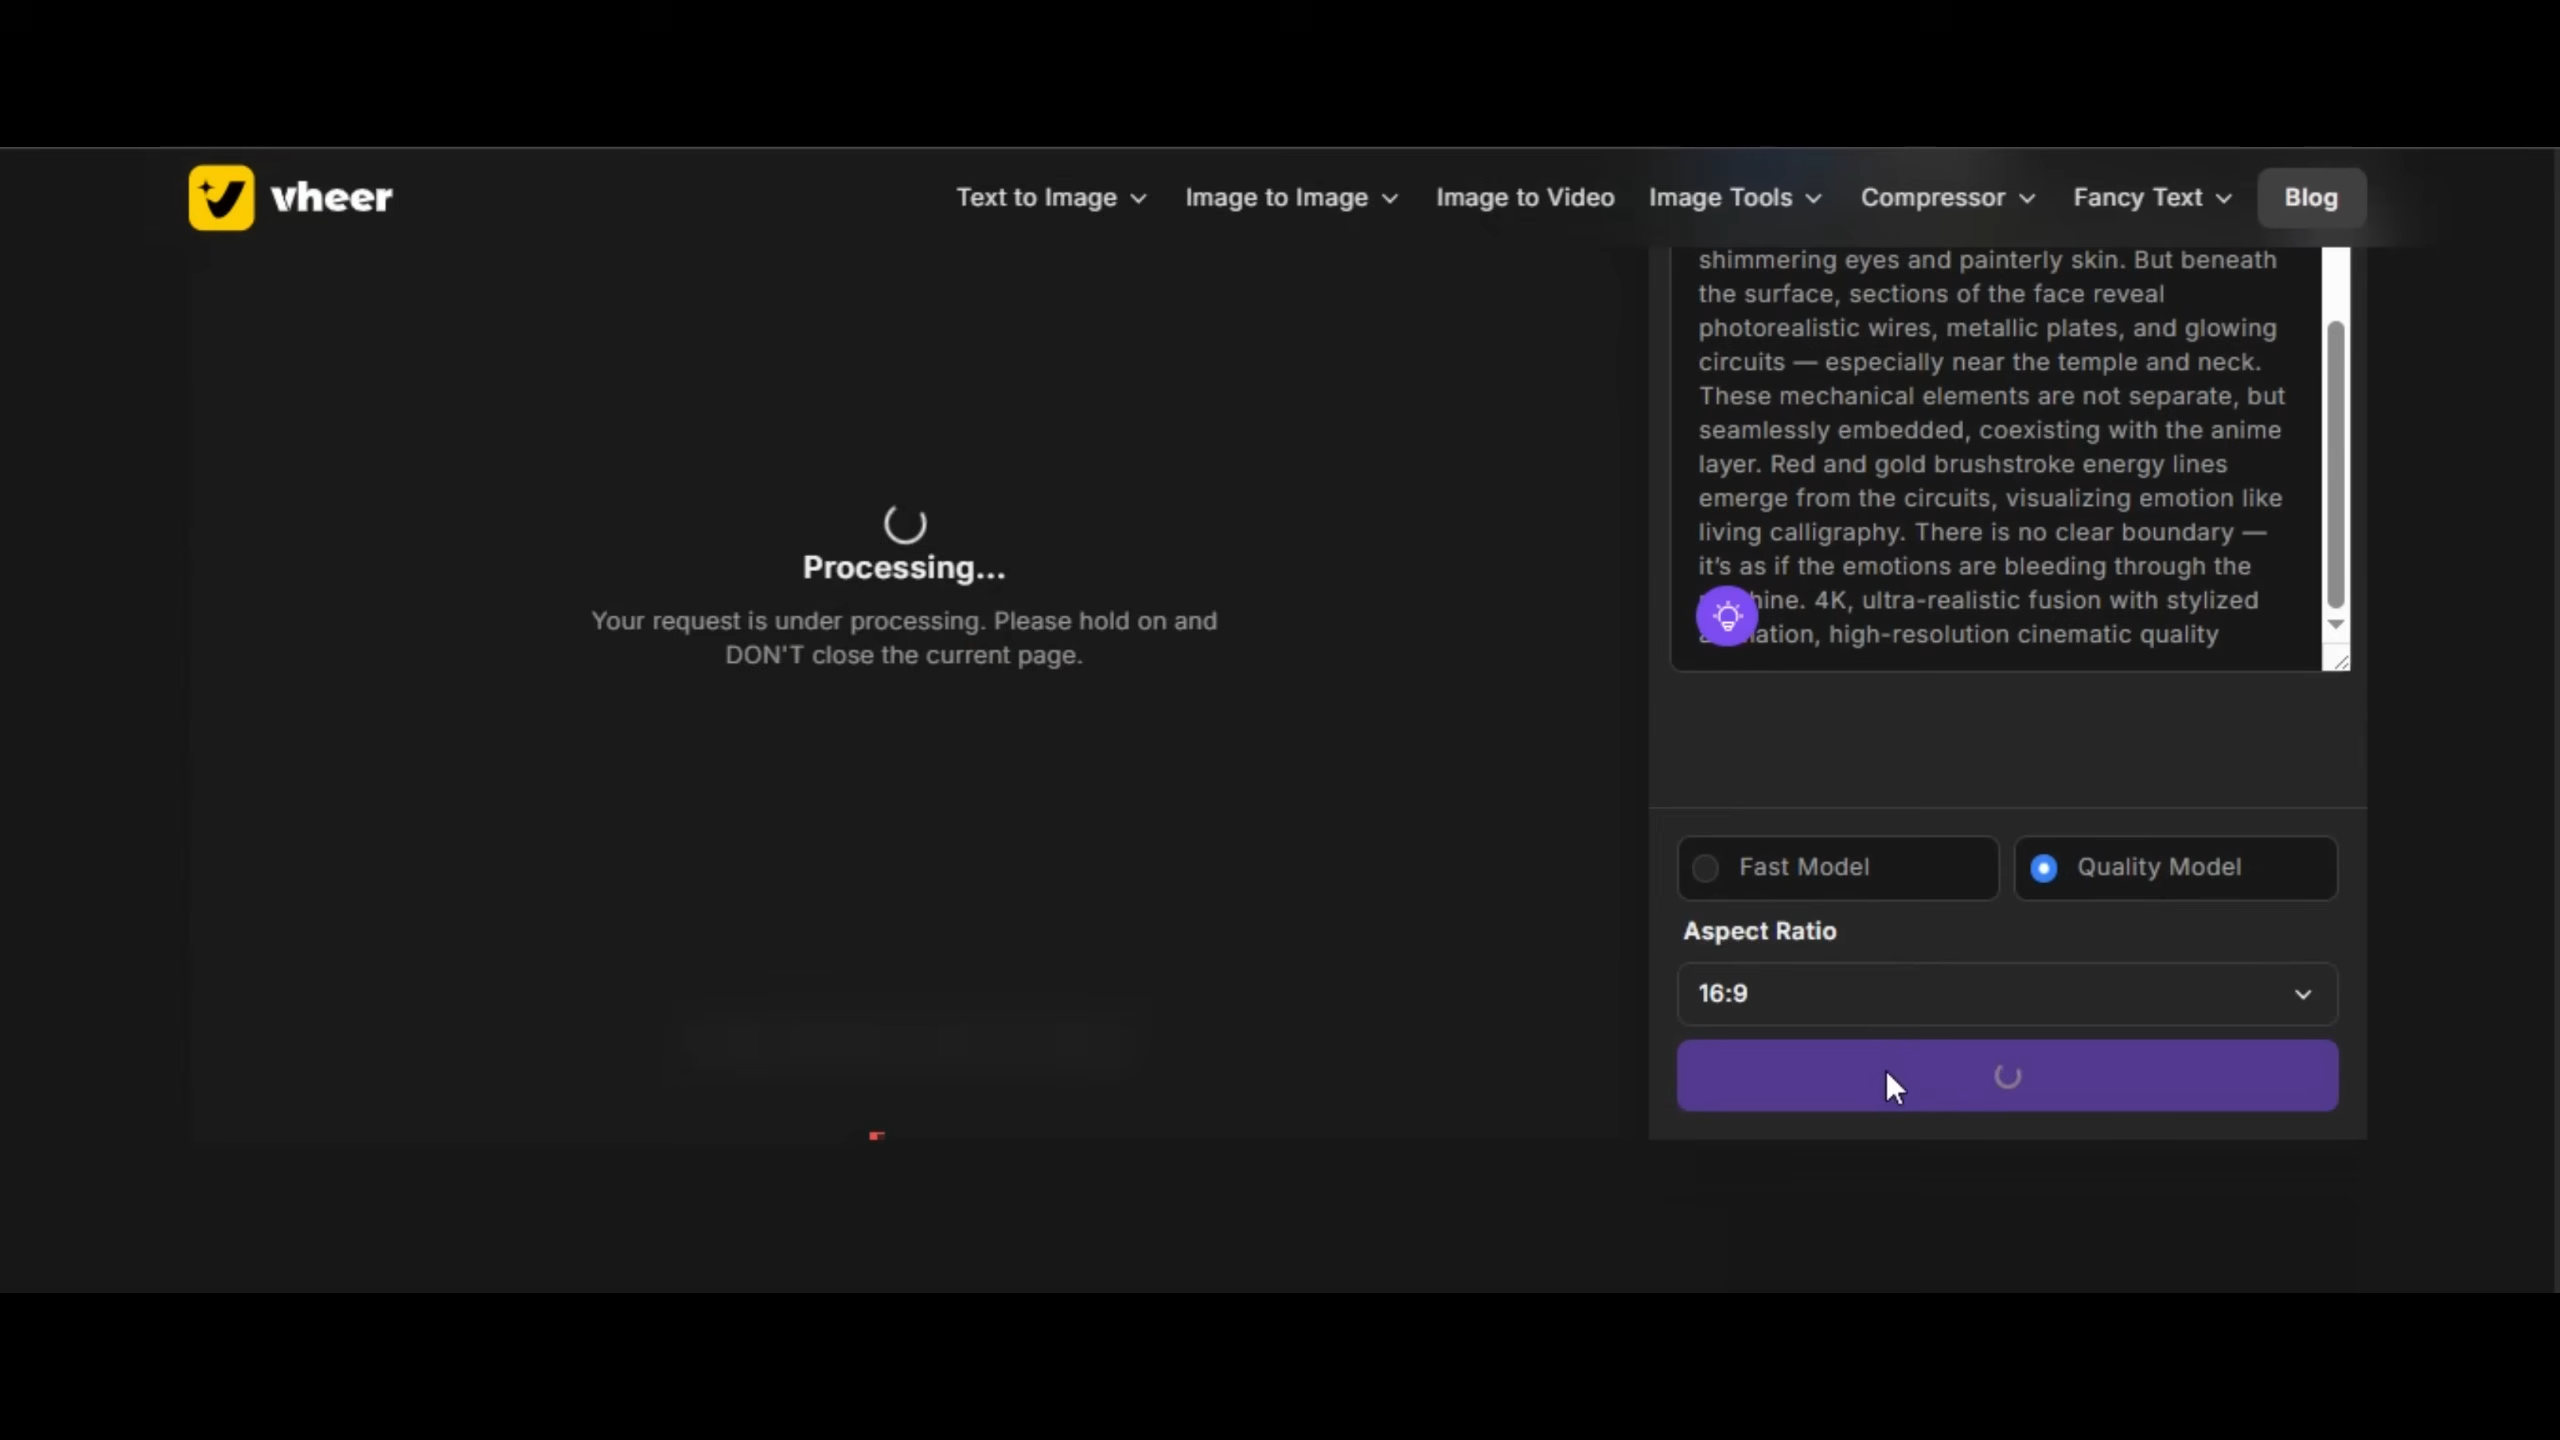 vheer
Text to Image
Image to Image
Image to Video
Image Tools
Compressor
Fancy Text
Blog
shimmering eyes and painterly skin. But beneath
the surface, sections of the face reveal
photorealistic wires, metallic plates, and glowing
circuits — especially near the temple and neck.
These mechanical elements are not separate, but
seamlessly embedded, coexisting with the anime
layer. Red and gold brushstroke energy lines
emerge from the circuits, visualizing emotion like
living calligraphy. There is no clear boundary —
it's as if the emotions are bleeding through the
4K, ultra-realistic fusion with stylized
high-resolution cinematic quality
Processing...
Your request is under processing. Please hold on and
DON'T close the current page.
Fast Model
Quality Model
Aspect Ratio
16:9